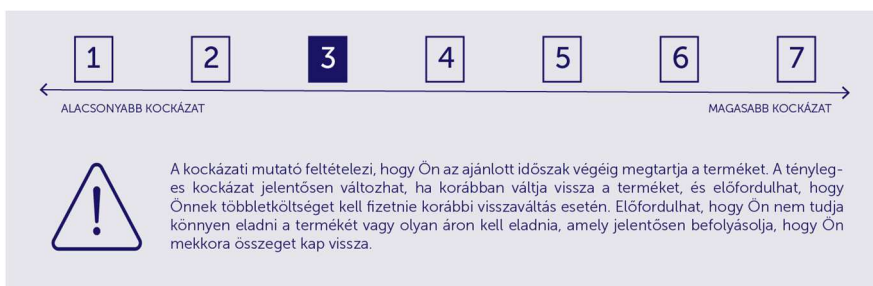 1 2 3 4 5 6 7
ALACSONYABB KOCKÁZAT MAGASABB KOCKÁZAT
A kockázati mutató feltételezi, hogy Ön az ajánlott időszak végéig megtartja a terméket. A tényleg-
es kockázat jelentősen változhat, ha korábban váltja vissza a terméket, és előfordulhat, hogy
Önnek többletköltséget kell fizetnie korábbi visszaváltás esetén. Előfordulhat, hogy Ön nem tudja
könnyen eladni a termékét vagy olyan áron kell eladnia, amely jelentősen befolyásolja, hogy Ön
mekkora összeget kap vissza.